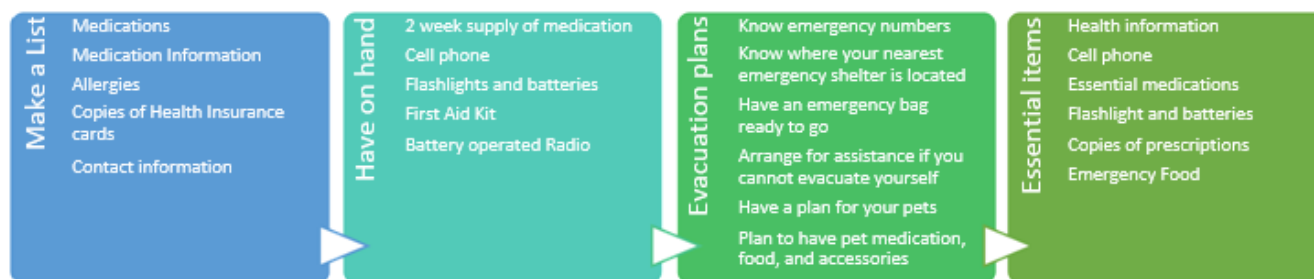 Make a List
Medications
Medication Information
Allergies
Copies of Health Insurance
cards
Contact information
Have on hand
2 week supply of medication
Cell phone
Flashlights and batteries
First Aid Kit
Battery operated Radio
Evacuation plans
Know emergency numbers
Know where your nearest
emergency shelter is located
Have an emergency bag
ready to go
Arrange for assistance if you
cannot evacuate yourself
Have a plan for your pets
Plan to have pet medication,
food, and accessories
Essential items
Health information
Cell phone
Essential medications
Flashlight and batteries
Copies of prescriptions
Emergency Food